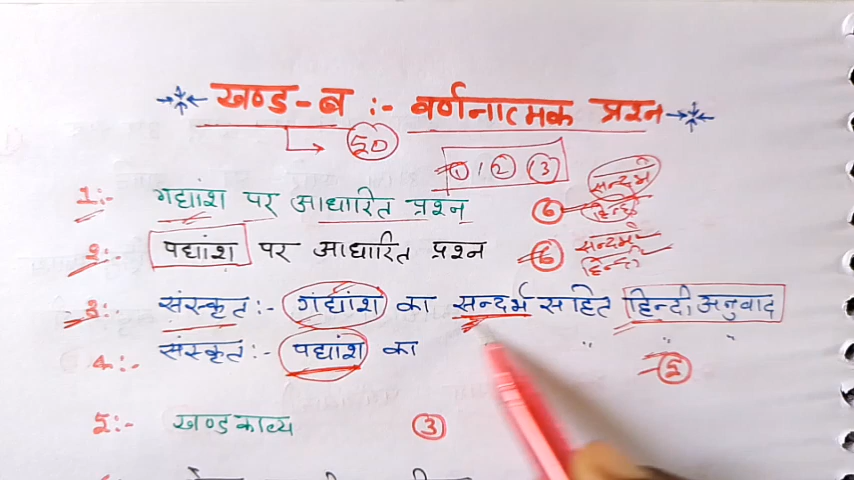 खण्ड-ब :- वर्णनात्मक प्रश्न
50
① ② ③
1:- गद्यांश पर आधारित प्रश्न ⑥ सन्दर्भ
हिन्दी
2:- पद्यांश पर आधारित प्रश्न ⑥ सन्दर्भ
हिन्दी
3:- संस्कृत:- गंद्यांश का सन्दर्भ सहित हिन्दी अनुवाद
4:- संस्कृत:- पद्यांश का " " " ⑤
5:- खण्डकाव्य ③